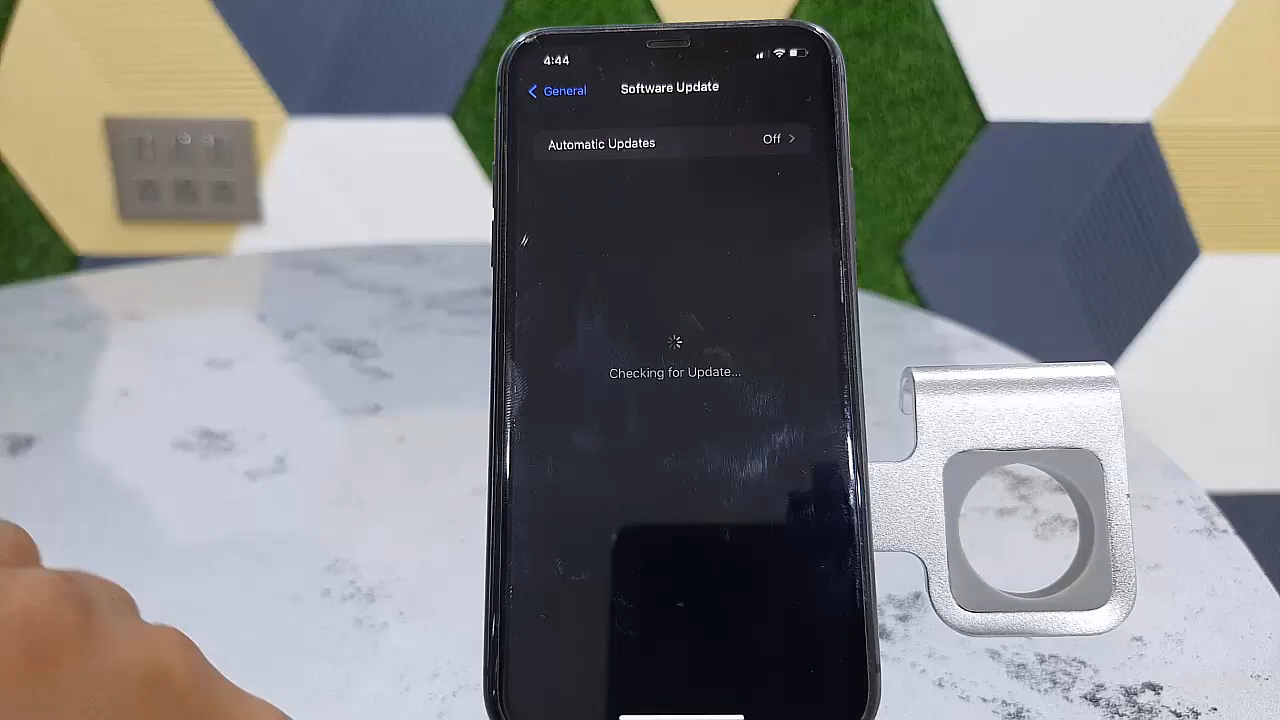 4:44
General
Software Update
Automatic Updates
Off
Checking for Update...